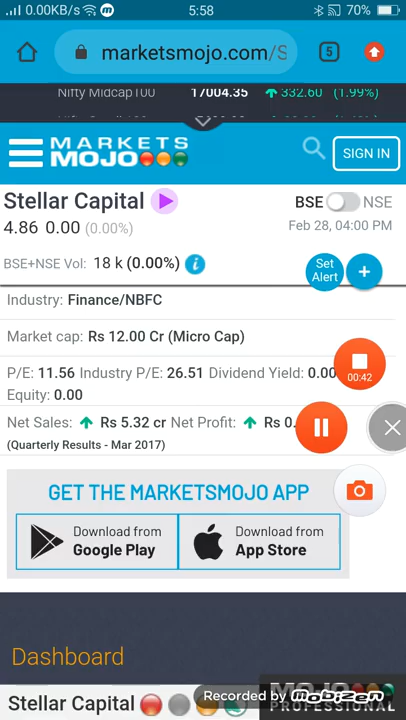 0.00KB/s 5:58 70%
marketsmojo.com/S 5
Nifty Midcap100 17004.35 332.60 (1.99%)
MARKETS
MOJO
SIGN IN
Stellar Capital BSE NSE
4.86 0.00 (0.00%) Feb 28, 04:00 PM
BSE+NSE Vol: 18 k (0.00%) i
Set
Alert +
Industry: Finance/NBFC
Market cap: Rs 12.00 Cr (Micro Cap)
P/E: 11.56 Industry P/E: 26.51 Dividend Yield: 0.00
00:42
Equity: 0.00
Net Sales: Rs 5.32 cr Net Profit: Rs 0.
(Quarterly Results - Mar 2017)
GET THE MARKETSMOJO APP
Download from
Google Play
Download from
App Store
Dashboard
Stellar Capital
Recorded by MOBIZEN
MOJO
PROFESSIONAL